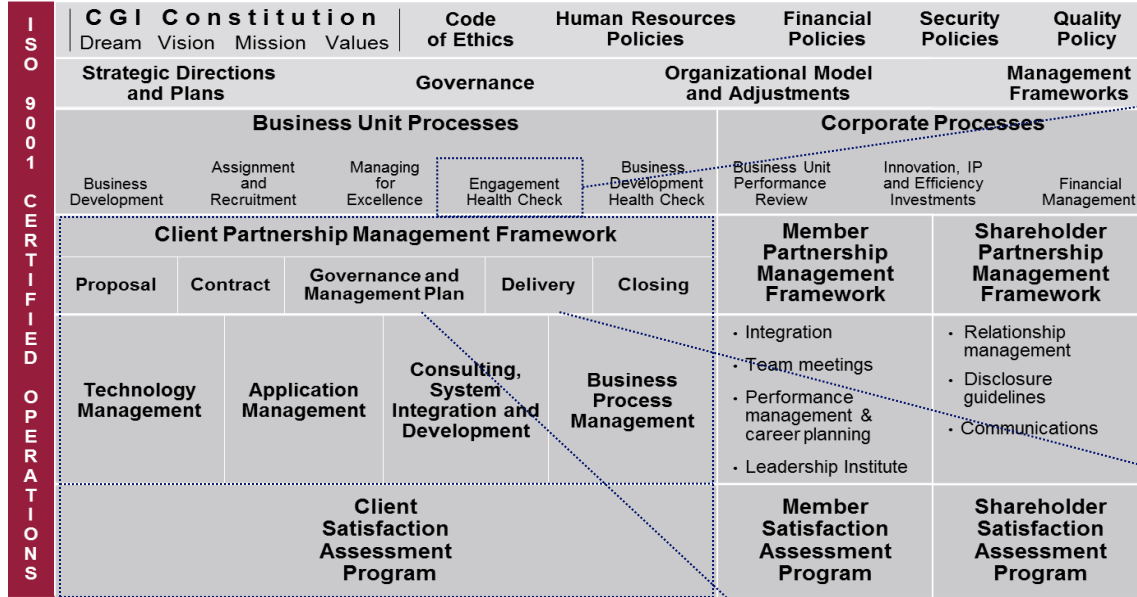 ISO 9001 CERTIFIED OPERATIONS
CGI Constitution
Dream Vision Mission Values
Code
of Ethics
Human Resources
Policies
Financial
Policies
Security
Policies
Quality
Policy
Strategic Directions
and Plans
Governance
Organizational Model
and Adjustments
Management
Frameworks
Business Unit Processes
Business
Development
Assignment
and
Recruitment
Managing
for
Excellence
Engagement
Health Check
Business
Development
Health Check
Corporate Processes
Business Unit
Performance
Review
Innovation, IP
and Efficiency
Investments
Financial
Management
Client Partnership Management Framework
Proposal
Contract
Governance and
Management Plan
Delivery
Closing
Technology
Management
Application
Management
Consulting,
System
Integration and
Development
Business
Process
Management
Client
Satisfaction
Assessment
Program
Member
Partnership
Management
Framework
• Integration
• Team meetings
• Performance
management &
career planning
• Leadership Institute
Member
Satisfaction
Assessment
Program
Shareholder
Partnership
Management
Framework
• Relationship
management
• Disclosure
guidelines
• Communications
Shareholder
Satisfaction
Assessment
Program